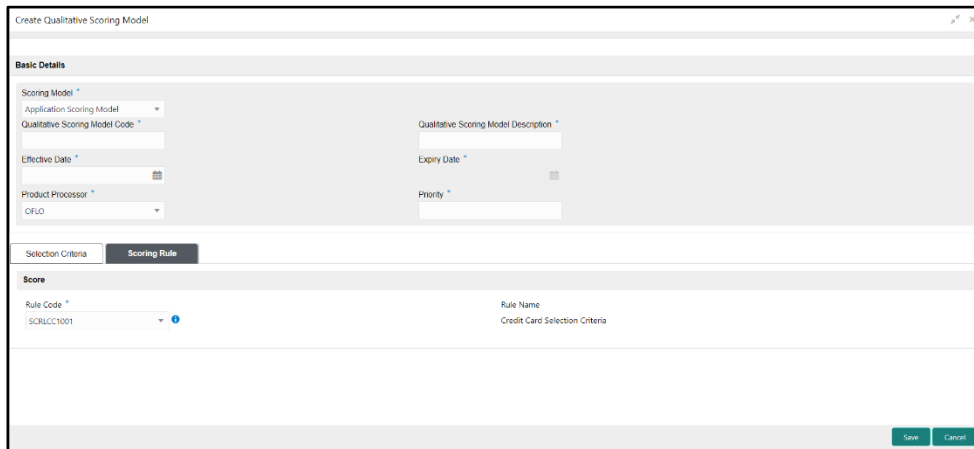 Create Qualitative Scoring Model
Basic Details
Scoring Model *
Application Scoring Model
Qualitative Scoring Model Code * Qualitative Scoring Model Description *
Effective Date * Expiry Date *
Product Processor * Priority *
OFLO
Selection Criteria Scoring Rule
Score
Rule Code * Rule Name
SCRLCC1001 Credit Card Selection Criteria
Save Cancel